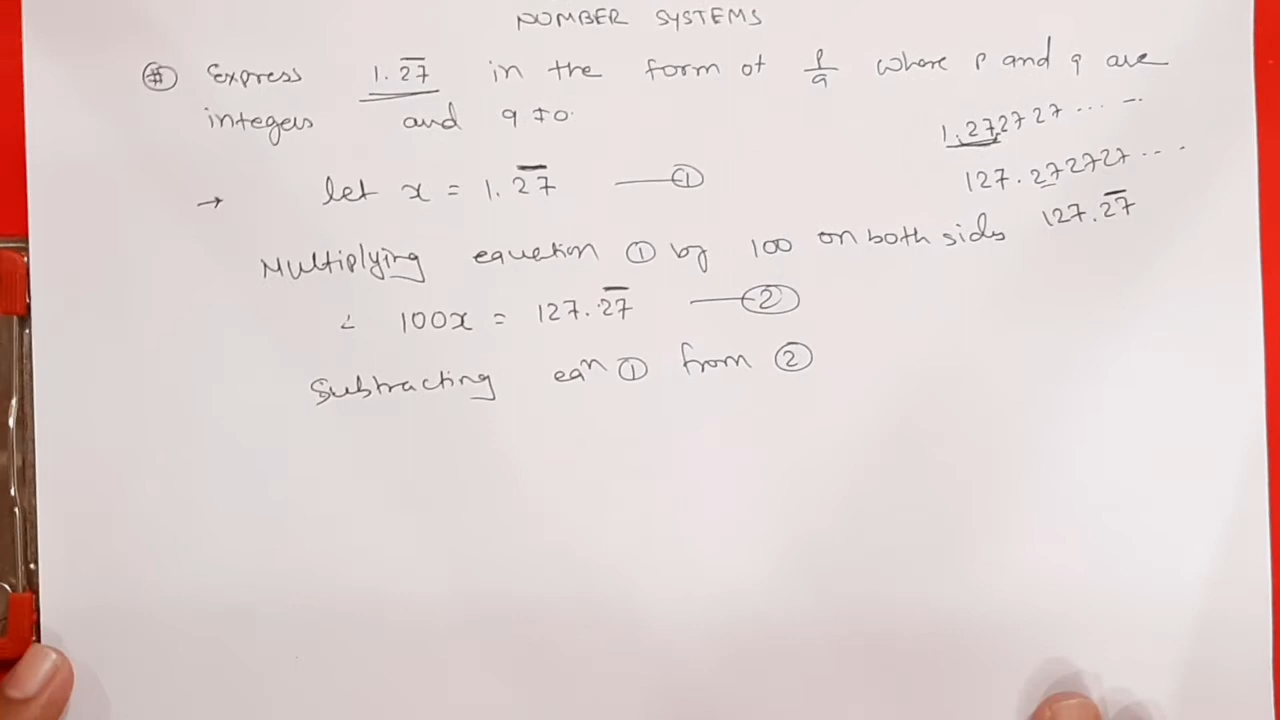 NUMBER SYSTEMS
# Express 1.2̅7̅ in the form of p/q where p and q are
integers and q ≠ 0.
1.272727... --
127.272727....
127.2̅7̅
→ let x = 1.2̅7̅ —— ①
Multiplying equation ① by 100 on both sides
∴ 100x = 127.2̅7̅ —— ②
Subtracting eqn ① from ②